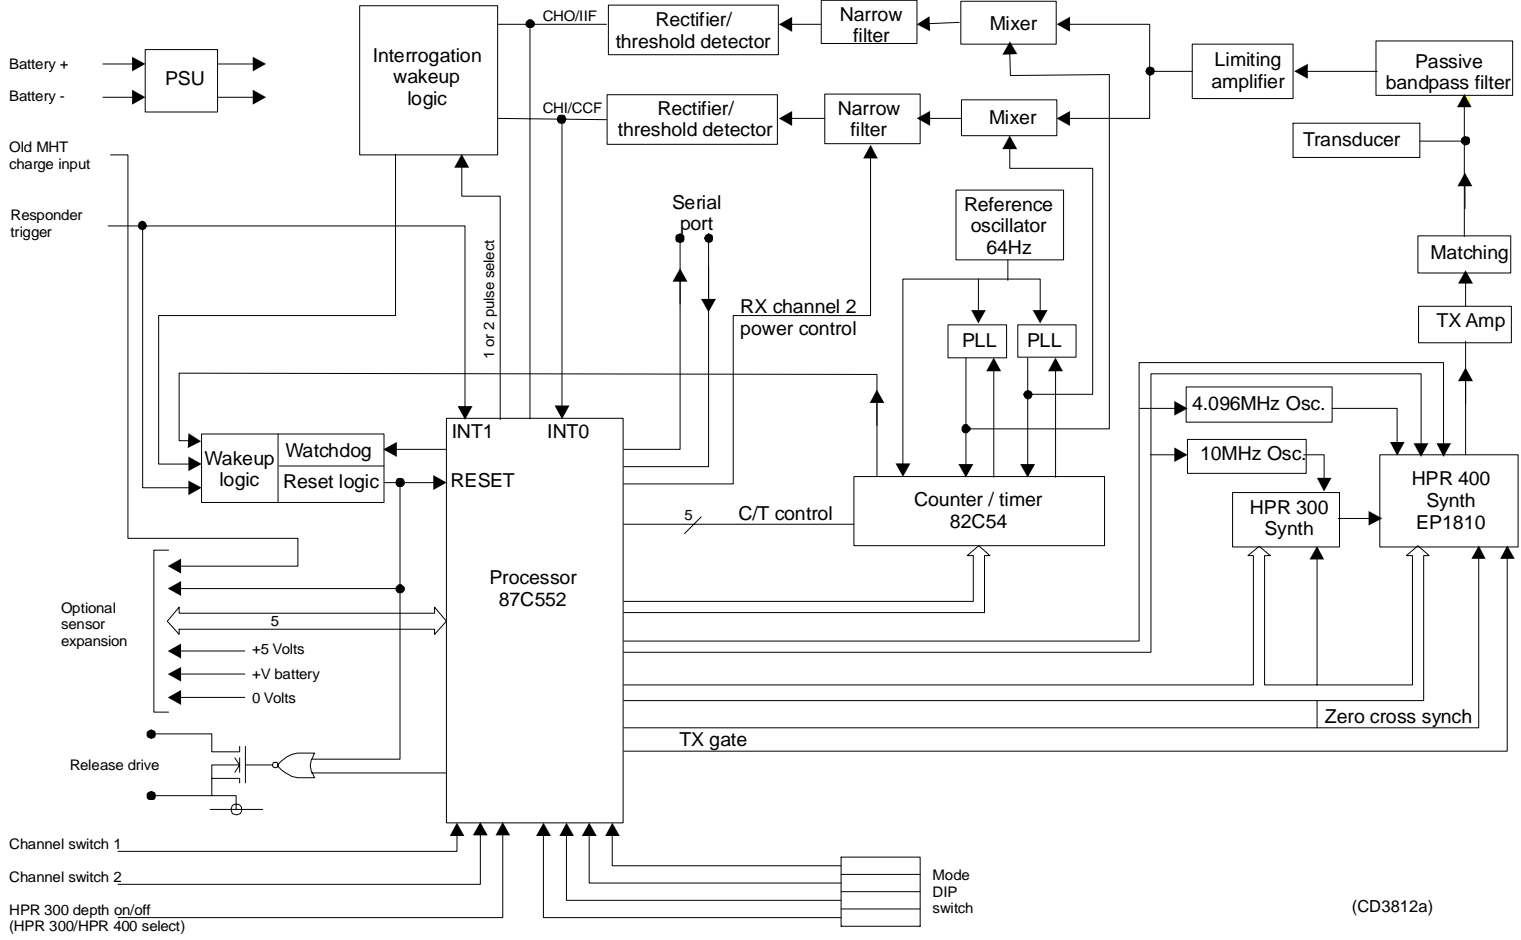 Battery +
Battery -
PSU
Old MHT
charge input
Responder
trigger
Interrogation
wakeup
logic
CHO/IIF
CHI/CCF
Rectifier/
threshold detector
Narrow
filter
Mixer
Rectifier/
threshold detector
Narrow
filter
Mixer
Limiting
amplifier
Passive
bandpass filter
Transducer
Matching
TX Amp
Serial
port
Reference
oscillator
64Hz
1 or 2 pulse select
RX channel 2
power control
PLL
PLL
4.096MHz Osc.
10MHz Osc.
HPR 300
Synth
HPR 400
Synth
EP1810
INT1
INT0
RESET
Wakeup
logic
Watchdog
Reset logic
Processor
87C552
5
C/T control
Counter / timer
82C54
Optional
sensor
expansion
5
+5 Volts
+V battery
0 Volts
Zero cross synch
TX gate
Release drive
Channel switch 1
Channel switch 2
HPR 300 depth on/off
(HPR 300/HPR 400 select)
Mode
DIP
switch
(CD3812a)